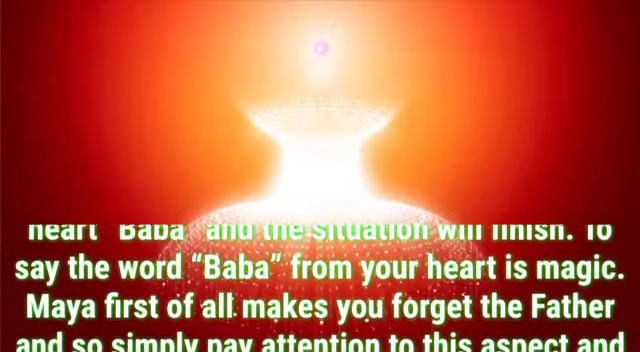 heart “Baba” and the situation will finish. To
say the word “Baba” from your heart is magic.
Maya first of all makes you forget the Father
and so simply pay attention to this aspect and